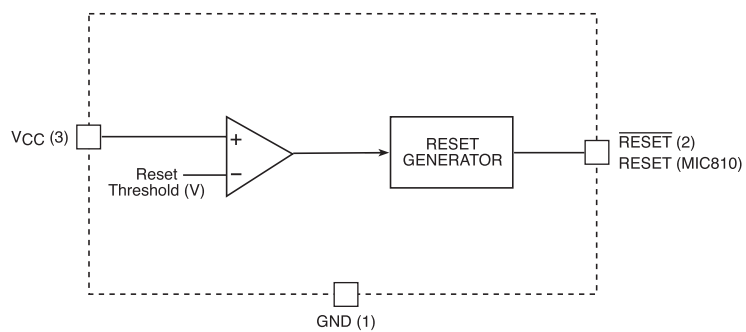 VCC (3)
+
−
Reset
Threshold (V)
RESET
GENERATOR
RESET (2)
RESET (MIC810)
GND (1)